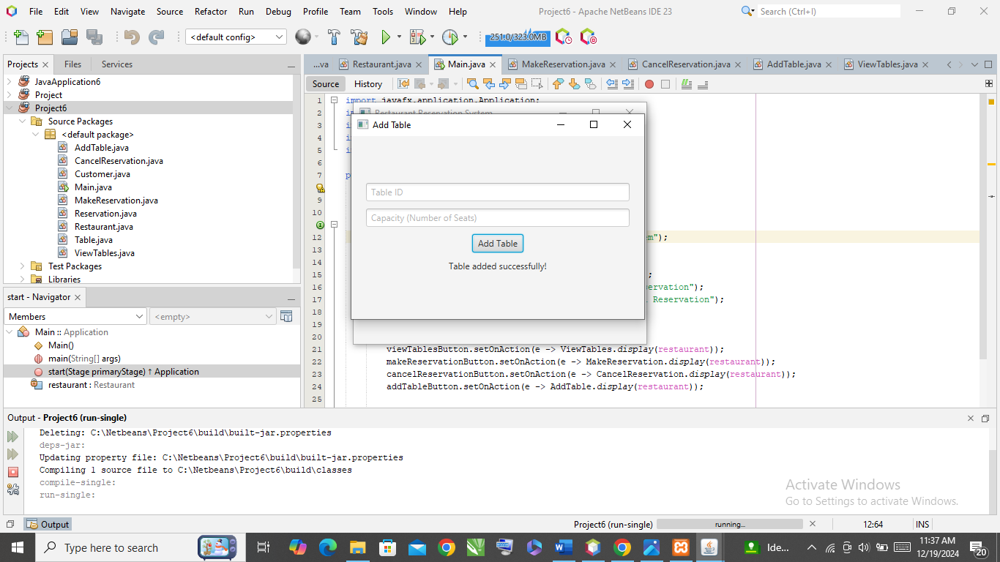 File Edit View Navigate Source Refactor Run Debug Profile Team Tools Window Help Project6 - Apache NetBeans IDE 23 Search (Ctrl+I)
<default config> 251.0/323.0MB
Projects Files Services
...va Restaurant.java Main.java MakeReservation.java CancelReservation.java AddTable.java ViewTables.java
Source History
JavaApplication6
Project
Project6
Source Packages
<default package>
AddTable.java
CancelReservation.java
Customer.java
Main.java
MakeReservation.java
Reservation.java
Restaurant.java
Table.java
ViewTables.java
Test Packages
Libraries
start - Navigator
Members <empty>
Main :: Application
Main()
main(String[] args)
start(Stage primaryStage) ↑ Application
restaurant : Restaurant
1 import javafx.application.Application;
2
3
4
5
6
7
9
10
12 m");
13
14
15 ;
16 ervation");
17 Reservation");
18
19
20
21 viewTablesButton.setOnAction(e -> ViewTables.display(restaurant));
22 makeReservationButton.setOnAction(e -> MakeReservation.display(restaurant));
23 cancelReservationButton.setOnAction(e -> CancelReservation.display(restaurant));
24 addTableButton.setOnAction(e -> AddTable.display(restaurant));
25
Restaurant Reservation System
Add Table
Table ID
Capacity (Number of Seats)
Add Table
Table added successfully!
Output - Project6 (run-single)
Deleting: C:\Netbeans\Project6\build\built-jar.properties
deps-jar:
Updating property file: C:\Netbeans\Project6\build\built-jar.properties
Compiling 1 source file to C:\Netbeans\Project6\build\classes
compile-single:
run-single:
Activate Windows
Go to Settings to activate Windows.
Output Project6 (run-single) running... 12:64 INS
Type here to search Ide... 11:37 AM
12/19/2024 20